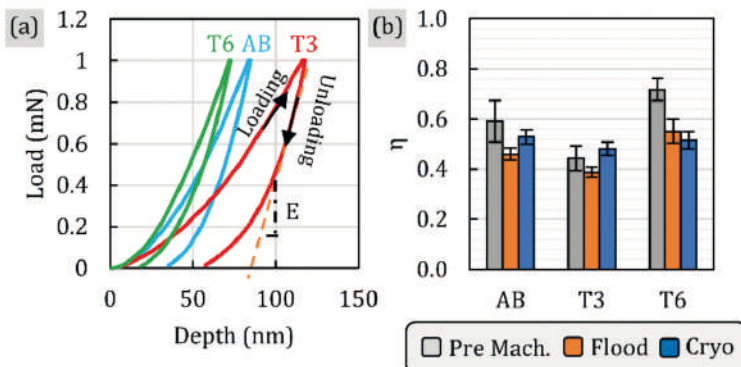 (a)
1.2
1
0.8
0.6
0.4
0.2
0
Load (mN)
T6 AB T3
Loading
Unloading
E
0 50 100 150
Depth (nm)
(b)
1.0
0.8
0.6
0.4
0.2
0.0
η
AB T3 T6
Pre Mach. Flood Cryo